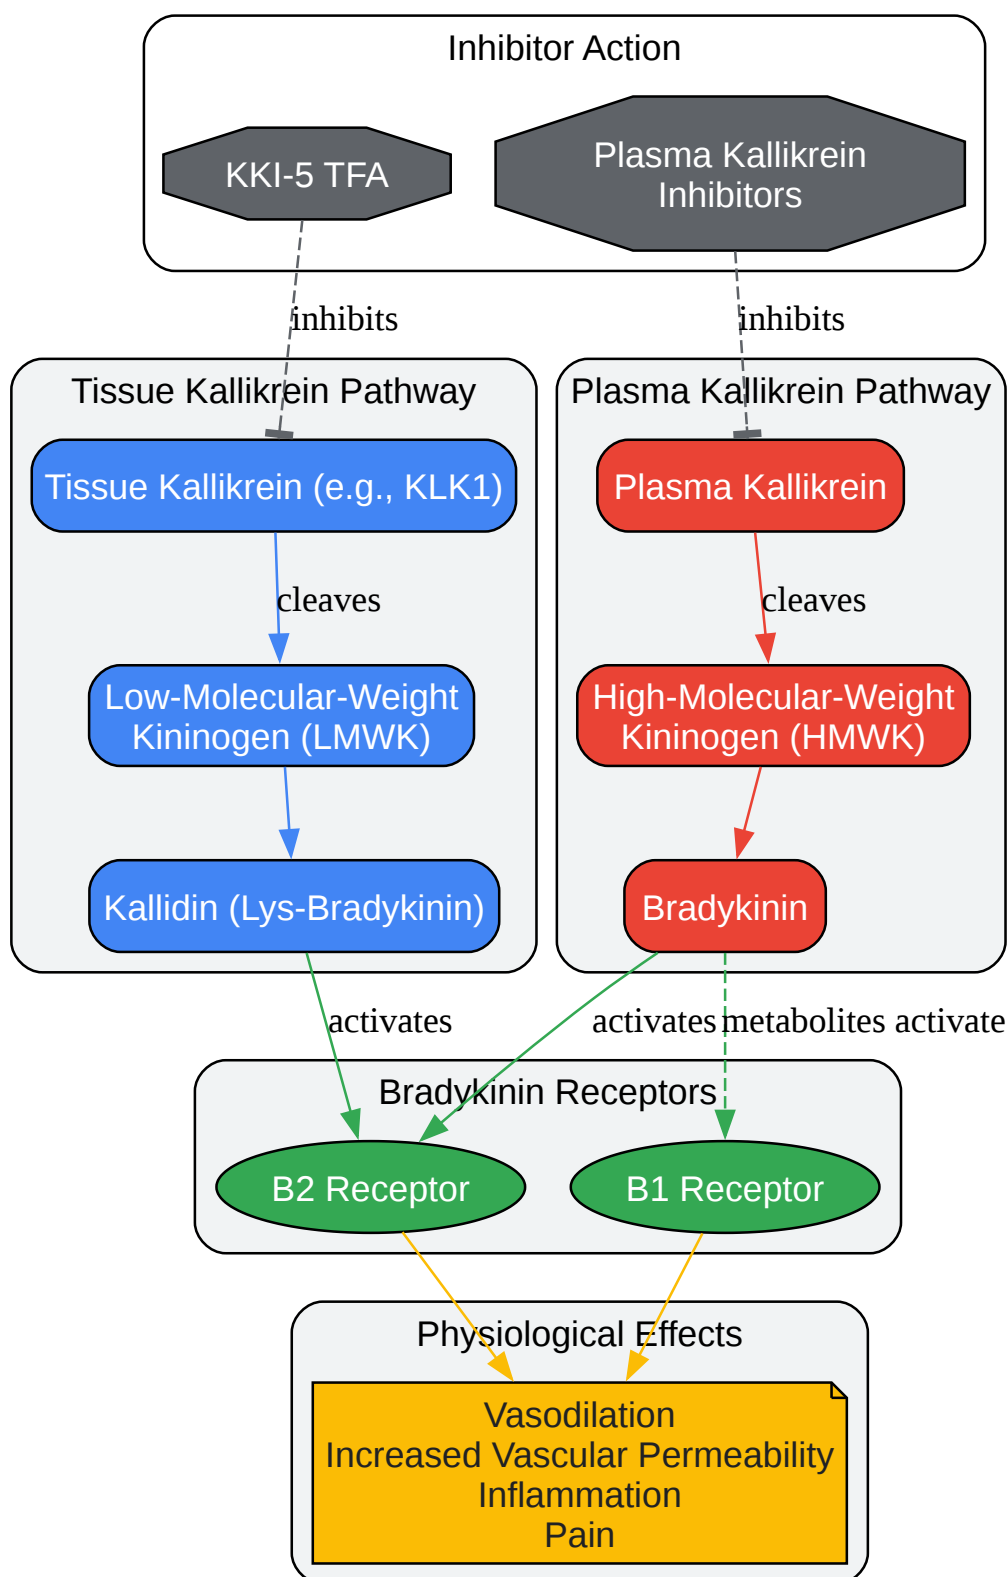 Inhibitor Action
KKI-5 TFA
Plasma Kallikrein
Inhibitors
inhibits
inhibits
Tissue Kallikrein Pathway
Plasma Kallikrein Pathway
Tissue Kallikrein (e.g., KLK1)
Plasma Kallikrein
cleaves
cleaves
Low-Molecular-Weight
Kininogen (LMWK)
High-Molecular-Weight
Kininogen (HMWK)
Kallidin (Lys-Bradykinin)
Bradykinin
activates
activates
metabolites activate
Bradykinin Receptors
B2 Receptor
B1 Receptor
Physiological Effects
Vasodilation
Increased Vascular Permeability
Inflammation
Pain